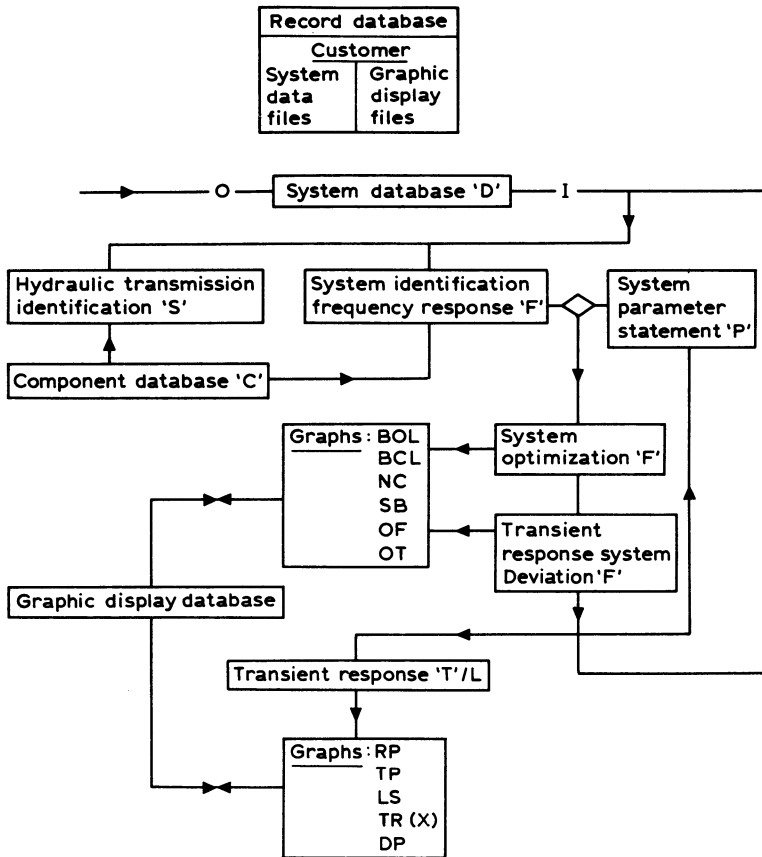 Record database
Customer
System data files
Graphic display files
O
System database ‘D’
I
Hydraulic transmission
identification ‘S’
System identification
frequency response ‘F’
System
parameter
statement ‘P’
Component database ‘C’
Graphs: BOL
BCL
NC
SB
OF
OT
System
optimization ‘F’
Transient
response system
Deviation ‘F’
Graphic display database
Transient response ‘T’/L
Graphs: RP
TP
LS
TR (X)
DP